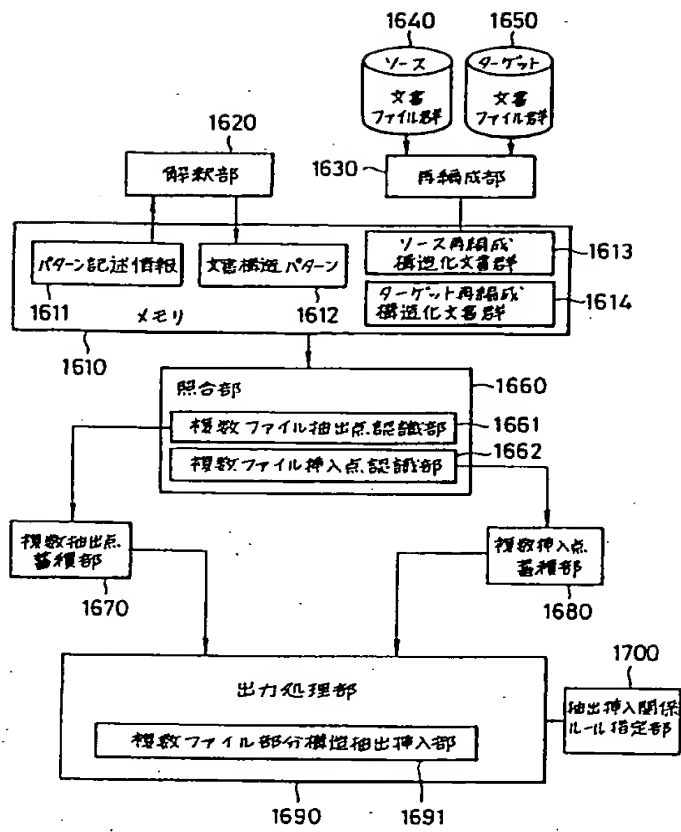 1640
1650
ソース
文書
ファイル群
ターゲット
文書
ファイル群
1620
解釈部
1630
再編成部
パターン記述情報
1611
文書構造パターン
1612
ソース再編成
構造化文書群
1613
ターゲット再編成
構造化文書群
1614
メモリ
1610
照合部
1660
複数ファイル抽出点認識部
1661
1662
複数ファイル挿入点認識部
複数抽出点
蓄積部
1670
複数挿入点
蓄積部
1680
出力処理部
複数ファイル部分構造抽出挿入部
1690
1691
1700
抽出挿入関係
ルール指定部